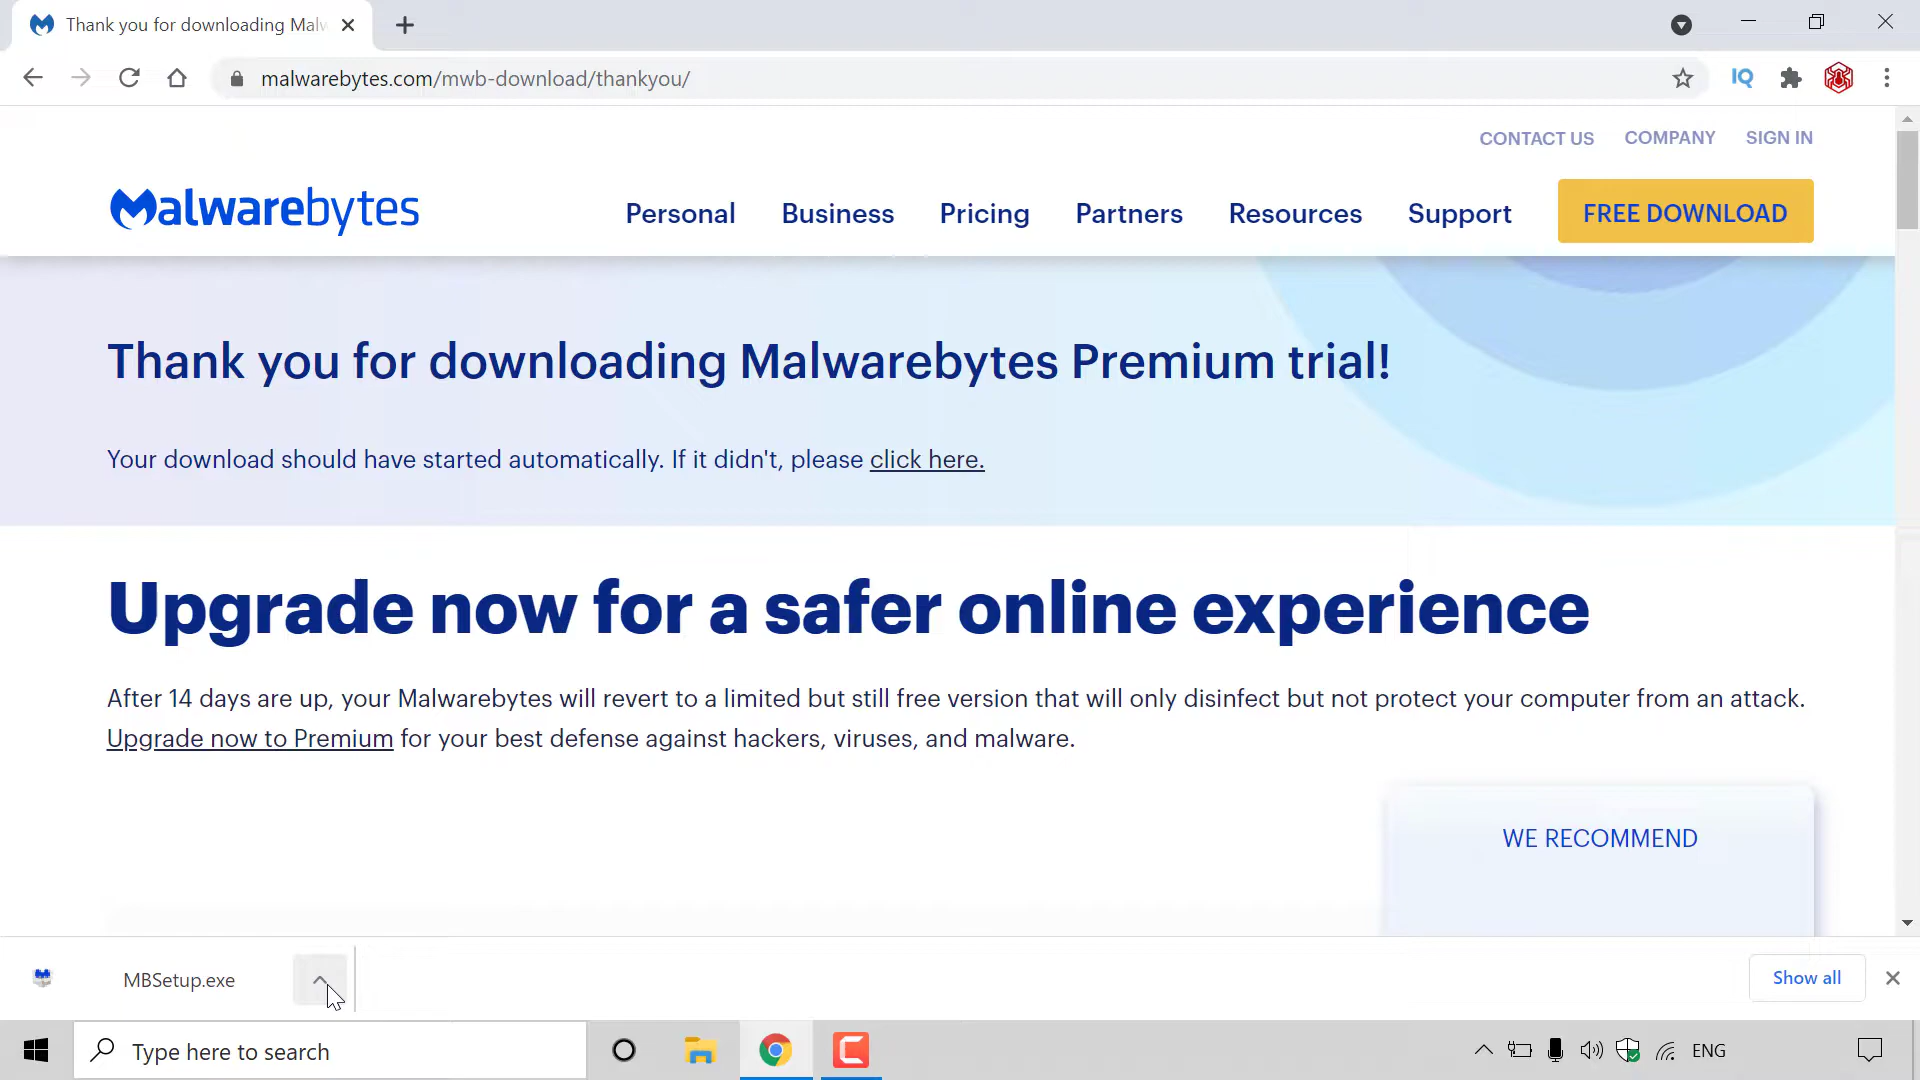 Thank you for downloading Malw
malwarebytes.com/mwb-download/thankyou/
IQ
CONTACT US COMPANY SIGN IN
Malwarebytes
Personal Business Pricing Partners Resources Support FREE DOWNLOAD
Thank you for downloading Malwarebytes Premium trial!
Your download should have started automatically. If it didn't, please click here.
Upgrade now for a safer online experience
After 14 days are up, your Malwarebytes will revert to a limited but still free version that will only disinfect but not protect your computer from an attack.
Upgrade now to Premium for your best defense against hackers, viruses, and malware.
WE RECOMMEND
MBSetup.exe
Show all
Type here to search
ENG